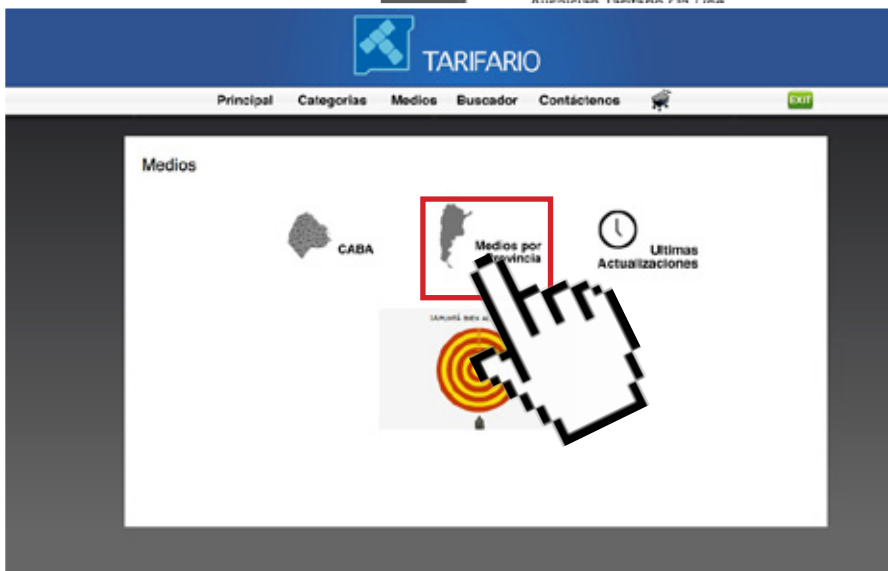 TARIFARIO
Principal Categorias Medios Buscador Contáctenos EXIT
Medios
CABA
Medios por
Provincia
Ultimas
Actualizaciones